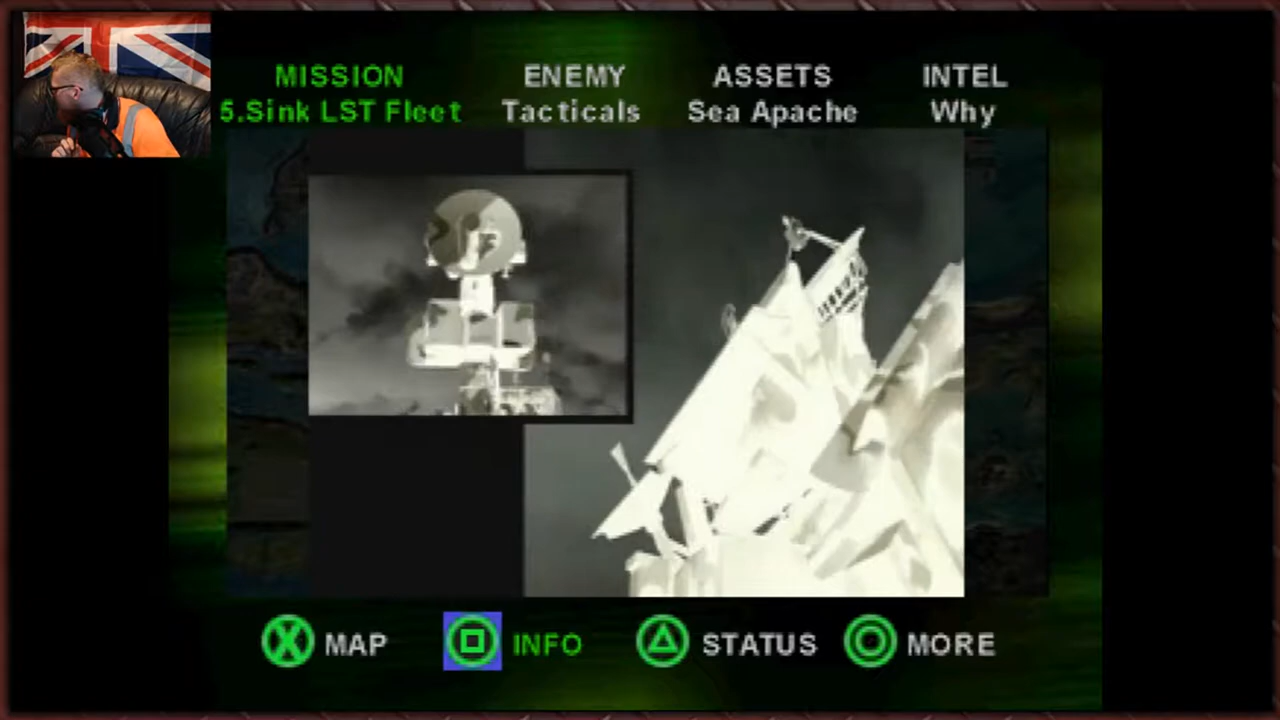 MISSION ENEMY ASSETS INTEL
5.Sink LST Fleet Tacticals Sea Apache Why
MAP INFO STATUS MORE